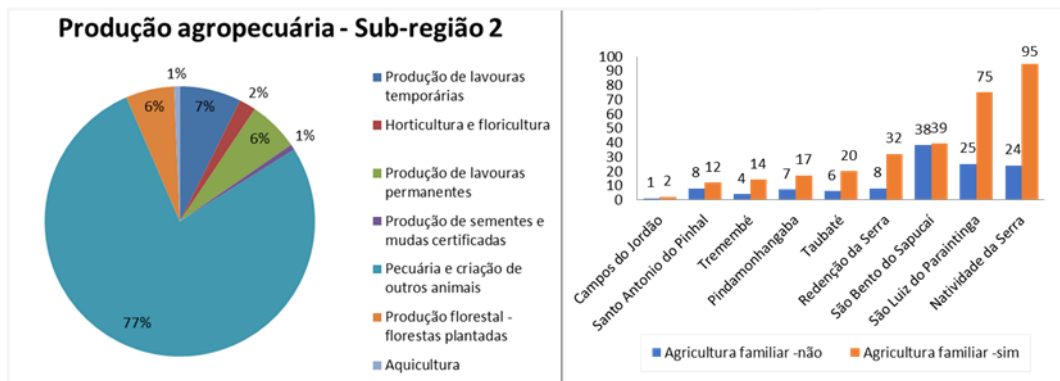 Produção agropecuária - Sub-região 2
1%
7%
2%
6%
1%
77%
6%
Produção de lavouras
temporárias
Horticultura e floricultura
Produção de lavouras
permanentes
Produção de sementes e
mudas certificadas
Pecuária e criação de
outros animais
Produção florestal -
florestas plantadas
Aquicultura
100
90
80
70
60
50
40
30
20
10
0
1 2
8 12
4 14
7 17
6 20
8 32
38 39
25 75
24 95
Campos do Jordão
Santo Antonio do Pinhal
Tremembé
Pindamonhangaba
Taubaté
Redenção da Serra
São Bento do Sapucaí
São Luiz do Paraintinga
Natividade da Serra
Agricultura familiar -não
Agricultura familiar -sim